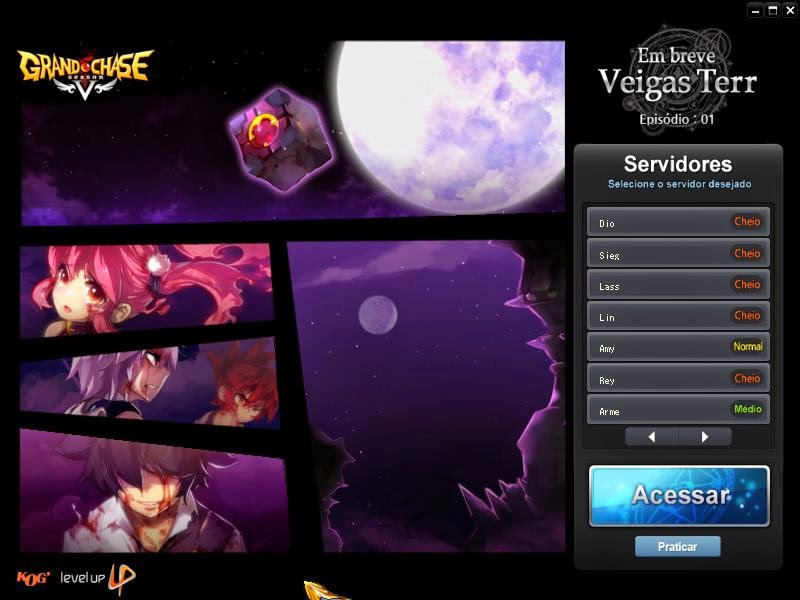 GRAND CHASE
season
V
Em breve
Veigas Terr
Episódio : 01
Servidores
Selecione o servidor desejado
Dio Cheio
Sieg Cheio
Lass Cheio
Lin Cheio
Amy Normal
Rey Cheio
Arme Médio
Acessar
Praticar
KOG' level up LP